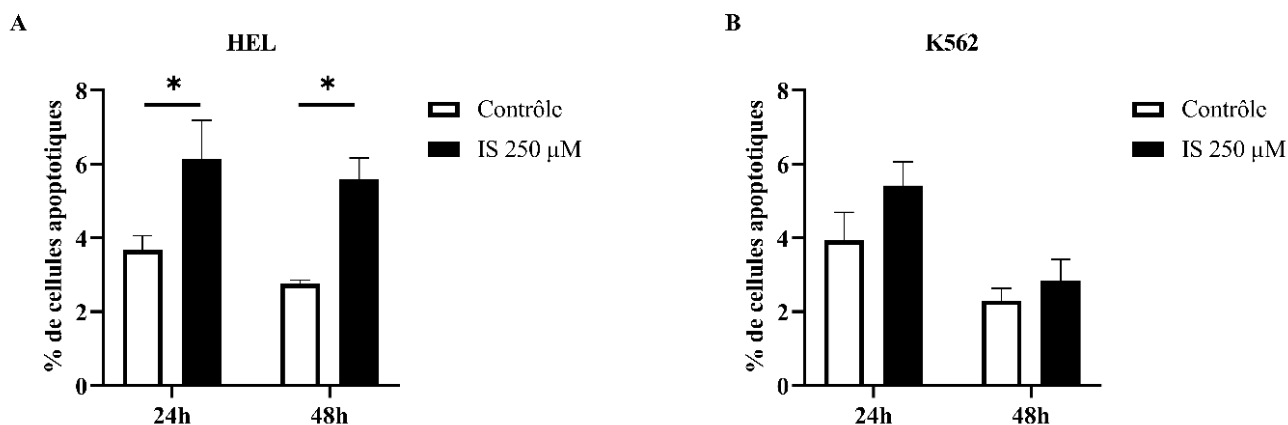 A
HEL
% de cellules apoptotiques
8
6
4
2
0
*
*
24h
48h
Contrôle
IS 250 µM
B
K562
% de cellules apoptotiques
8
6
4
2
0
24h
48h
Contrôle
IS 250 µM